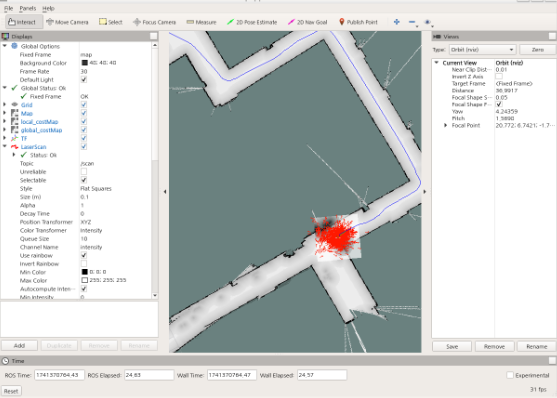 File Panels Help
Interact Move Camera Select Focus Camera Measure 2D Pose Estimate 2D Nav Goal Publish Point
Displays
Global Options
Fixed Frame map
Background Color 40; 40; 40
Frame Rate 30
Default Light
Global Status: Ok
Fixed Frame OK
Grid
Map
local_costMap
global_costMap
TF
LaserScan
Status: Ok
Topic /scan
Unreliable
Selectable
Style Flat Squares
Size (m) 0.1
Alpha 1
Decay Time 0
Position Transformer XYZ
Color Transformer Intensity
Queue Size 10
Channel Name intensity
Use rainbow
Invert Rainbow
Min Color 0; 0; 0
Max Color 255; 255; 255
Autocompute Inten···
Min Intensity 0
Add Duplicate Remove Rename
Views
Type: Orbit (rviz) Zero
Current View Orbit (rviz)
Near Clip Dist··· 0.01
Invert Z Axis
Target Frame <Fixed Frame>
Distance 36.9917
Focal Shape S··· 0.05
Focal Shape F···
Yaw 4.24359
Pitch 1.5690
Focal Point 20.772; 6.7421; -1.7···
Save Remove Rename
Time
ROS Time: 1741370764.43 ROS Elapsed: 24.63 Wall Time: 1741370764.47 Wall Elapsed: 24.57 Experimental
Reset 31 fps